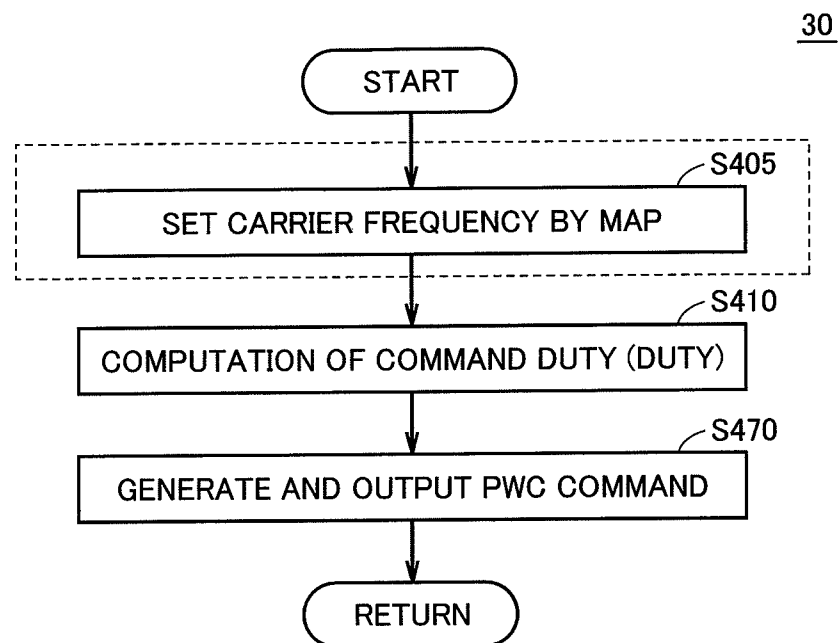 30
START
S405
SET CARRIER FREQUENCY BY MAP
S410
COMPUTATION OF COMMAND DUTY (DUTY)
S470
GENERATE AND OUTPUT PWC COMMAND
RETURN